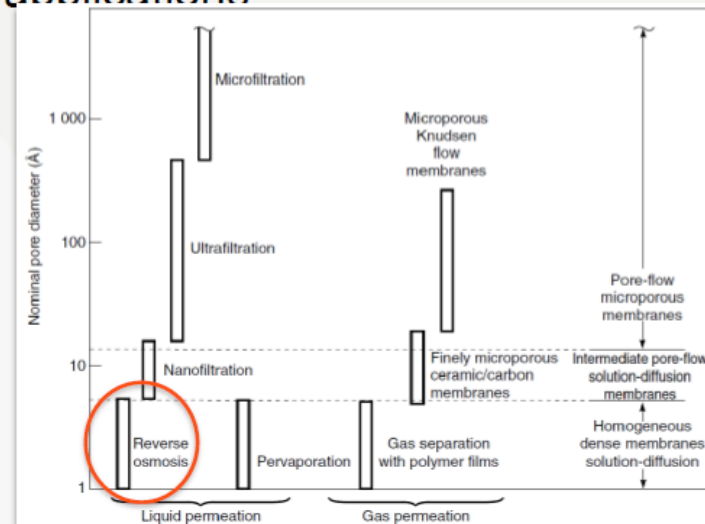 Microfiltration
1 000
Microporous
Knudsen
flow
membranes
Nominal pore diameter (Å)
100
Ultrafiltration
Pore-flow
microporous
membranes
10
Nanofiltration
Finely microporous
ceramic/carbon
membranes
Intermediate pore-flow
solution-diffusion
membranes
Reverse
osmosis
Pervaporation
Gas separation
with polymer films
Homogeneous
dense membranes
solution-diffusion
1
Liquid permeation
Gas permeation